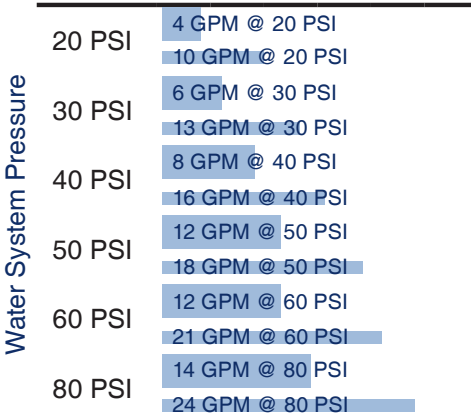 Water System Pressure
20 PSI
4 GPM @ 20 PSI
10 GPM @ 20 PSI
30 PSI
6 GPM @ 30 PSI
13 GPM @ 30 PSI
40 PSI
8 GPM @ 40 PSI
16 GPM @ 40 PSI
50 PSI
12 GPM @ 50 PSI
18 GPM @ 50 PSI
60 PSI
12 GPM @ 60 PSI
21 GPM @ 60 PSI
80 PSI
14 GPM @ 80 PSI
24 GPM @ 80 PSI